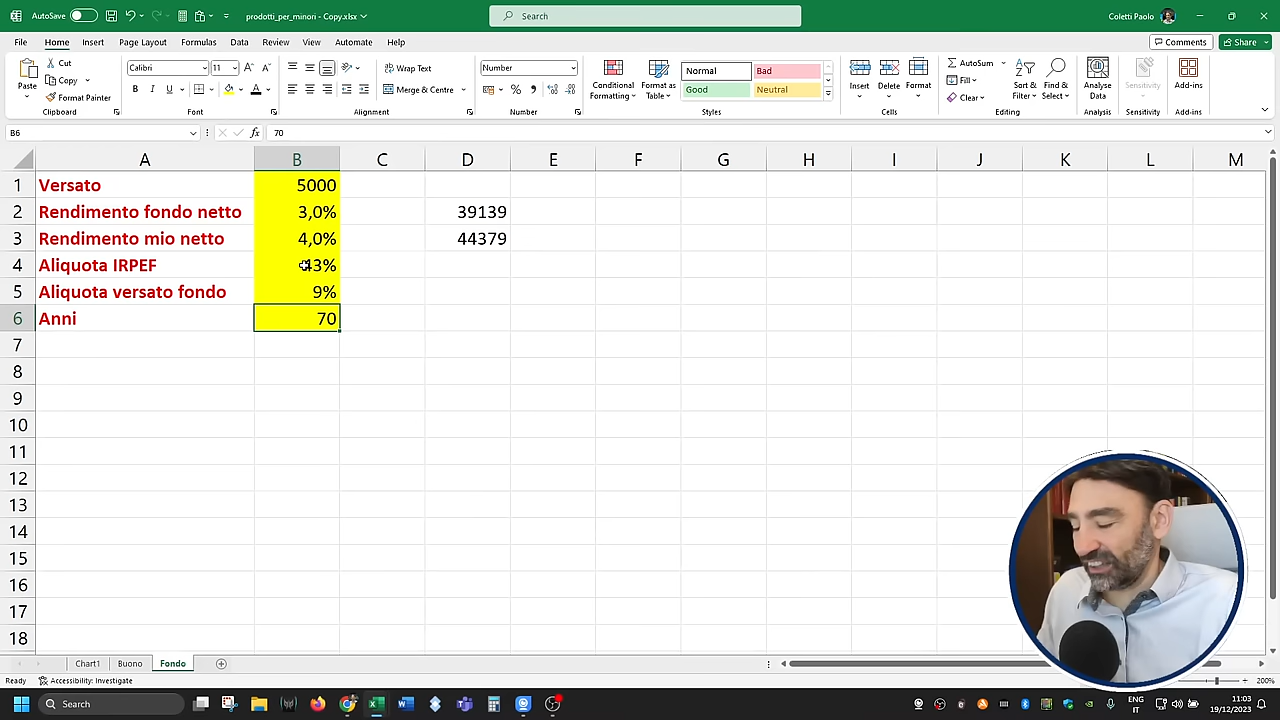 AutoSave
Off
prodotti_per_minori - Copy.xlsx
Search
Coletti Paolo
File Home Insert Page Layout Formulas Data Review View Automate Help
Comments
Share
Paste
Cut
Copy
Format Painter
Clipboard
Calibri
11
B I U
Font
Wrap Text
Merge & Centre
Alignment
Number
Number
Conditional Formatting
Format as Table
Normal
Bad
Good
Neutral
Styles
Insert
Delete
Format
Cells
AutoSum
Fill
Clear
Sort & Filter
Find & Select
Editing
Analyse Data
Analysis
Sensitivity
Sensitivity
Add-ins
Add-ins
B6
fx
70
A B C D E F G H I J K L M
1 Versato 5000
2 Rendimento fondo netto 3,0% 39139
3 Rendimento mio netto 4,0% 44379
4 Aliquota IRPEF 43%
5 Aliquota versato fondo 9%
6 Anni 70
7
8
9
10
11
12
13
14
15
16
17
18
Chart1 Buono Fondo
Ready
Accessibility: Investigate
200%
Search
ENG
IT
11:03
19/12/2023